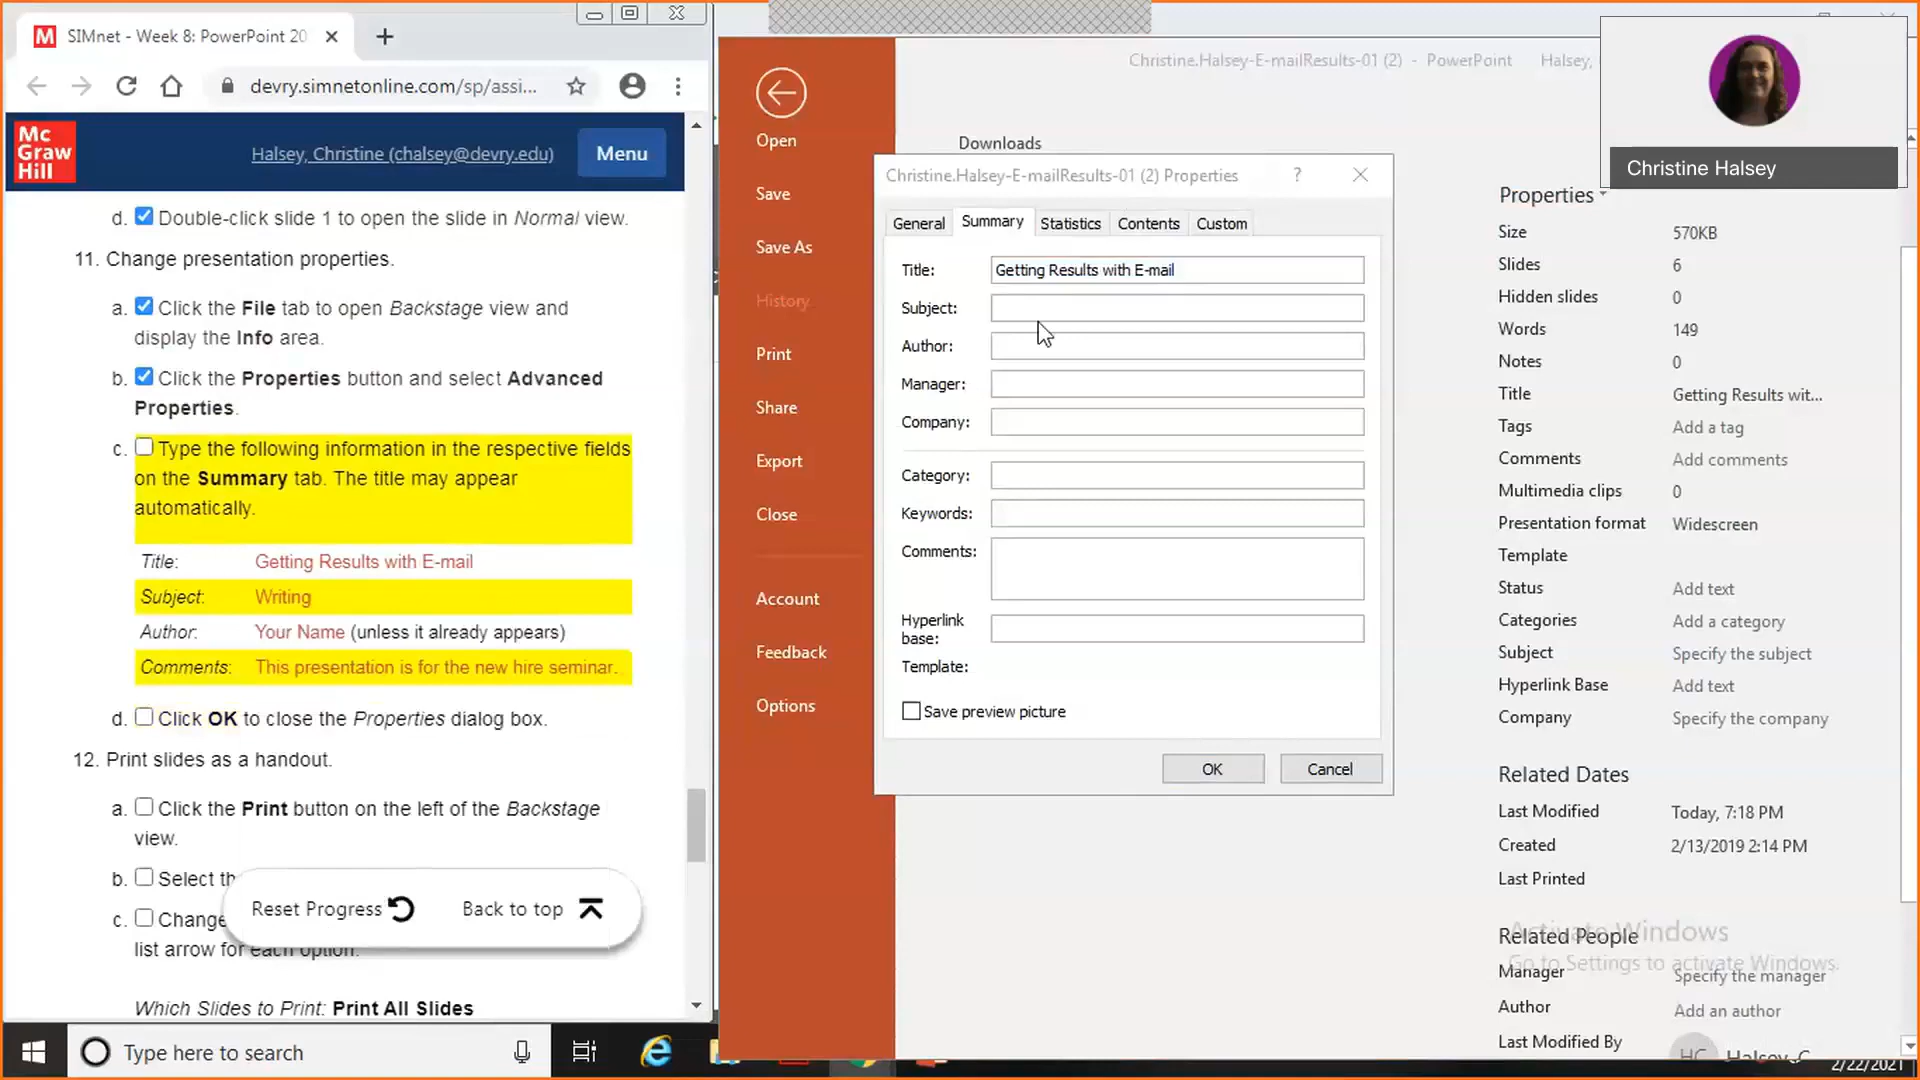 SIMnet - Week 8: PowerPoint 20
devrysimnetonline.com/sp/assi...
Mc
Graw
Hill
Halsey, Christine (chalsey@devry.edu)
Menu
d. Double-click slide 1 to open the slide in Normal view.
11. Change presentation properties.
a. Click the File tab to open Backstage view and
display the Info area.
b. Click the Properties button and select Advanced
Properties.
c. Type the following information in the respective fields
on the Summary tab. The title may appear
automatically.
Title: Getting Results with E-mail
Subject: Writing
Author: Your Name (unless it already appears)
Comments: This presentation is for the new hire seminar.
d. Click OK to close the Properties dialog box.
12. Print slides as a handout.
a. Click the Print button on the left of the Backstage
view.
b. Select th
c. Change
list arrow for each option.
Reset Progress
Back to top
Which Slides to Print: Print All Slides
Type here to search
Christine.Halsey-E-mailResults-01 (2) - PowerPoint
Halsey,
Christine Halsey
Open
Save
Save As
History
Print
Share
Export
Close
Account
Feedback
Options
Downloads
Christine.Halsey-E-mailResults-01 (2) Properties
?
General
Summary
Statistics
Contents
Custom
Title: Getting Results with E-mail
Subject:
Author:
Manager:
Company:
Category:
Keywords:
Comments:
Hyperlink
base:
Template:
Save preview picture
OK
Cancel
Properties
Size 570KB
Slides 6
Hidden slides 0
Words 149
Notes 0
Title Getting Results wit...
Tags Add a tag
Comments Add comments
Multimedia clips 0
Presentation format Widescreen
Template
Status Add text
Categories Add a category
Subject Specify the subject
Hyperlink Base Add text
Company Specify the company
Related Dates
Last Modified Today, 7:18 PM
Created 2/13/2019 2:14 PM
Last Printed
Related People
Activate Windows
Go to Settings to activate Windows.
Manager Specify the manager
Author Add an author
Last Modified By
HC Halsey, C
2/22/2021